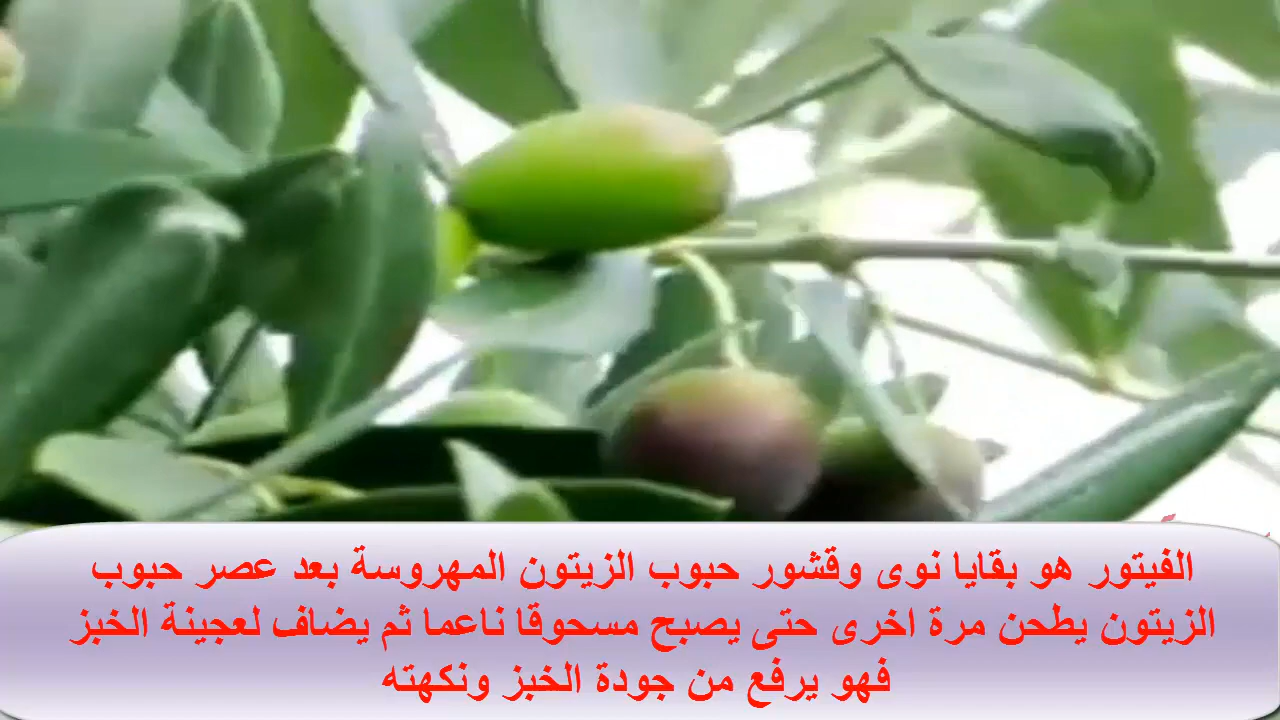 الفيتور هو بقايا نوى وقشور حبوب الزيتون المهروسة بعد عصر حبوب
الزيتون يطحن مرة اخرى حتى يصبح مسحوقا ناعما ثم يضاف لعجينة الخبز
فهو يرفع من جودة الخبز ونكهته